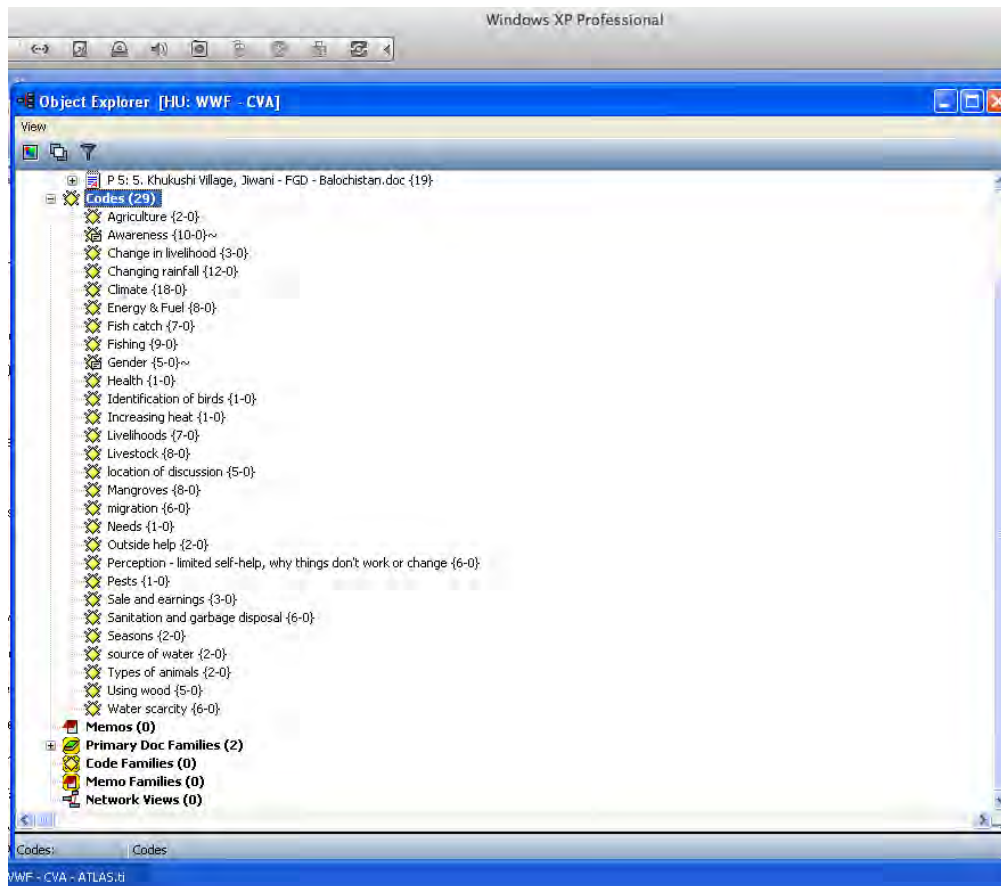 Windows XP Professional
Object Explorer [HU: WWF - CVA]
View
P 5: 5. Khukushi Village, Jiwani - FGD - Balochistan.doc {19}
Codes (29)
Agriculture {2-0}
Awareness {10-0}~
Change in livelihood {3-0}
Changing rainfall {12-0}
Climate {18-0}
Energy & Fuel {8-0}
Fish catch {7-0}
Fishing {9-0}
Gender {5-0}~
Health {1-0}
Identification of birds {1-0}
Increasing heat {1-0}
Livelihoods {7-0}
Livestock {8-0}
location of discussion {5-0}
Mangroves {8-0}
migration {6-0}
Needs {1-0}
Outside help {2-0}
Perception - limited self-help, why things don't work or change {6-0}
Pests {1-0}
Sale and earnings {3-0}
Sanitation and garbage disposal {6-0}
Seasons {2-0}
source of water {2-0}
Types of animals {2-0}
Using wood {5-0}
Water scarcity {6-0}
Memos (0)
Primary Doc Families (2)
Code Families (0)
Memo Families (0)
Network Views (0)
Codes: Codes
WWF - CVA - ATLAS.ti